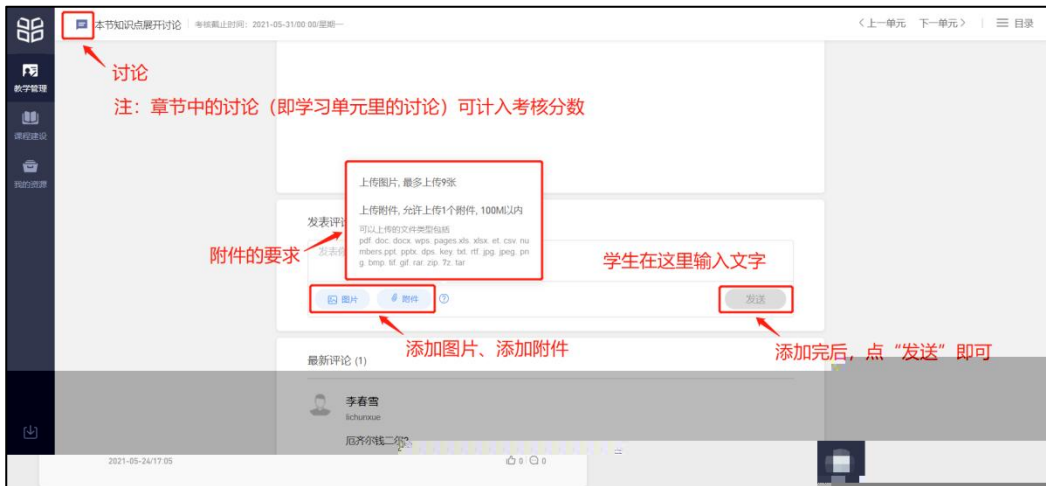 本节知识点展开讨论 考核截止时间：2021-05-31/00:00/星期一
〈上一单元 下一单元〉 目录
教学管理
讨论
注：章节中的讨论（即学习单元里的讨论）可计入考核分数
课程建设
我的资源
上传图片, 最多上传9张
上传附件, 允许上传1个附件, 100M以内
可以上传的文件类型包括
pdf doc. docx. wps. pages.xls. xlsx. et. csv. nu
mbers.ppt. pptx. dps. key. txt. rtf. jpg. jpeg. pn
g. bmp. tif. gif. rar. zip. 7z. tar
发表评
附件的要求
学生在这里输入文字
图片 附件
发送
添加图片、添加附件
添加完后，点“发送”即可
最新评论 (1)
李春雪
lichunxue
2021-05-24/17:05
0 0